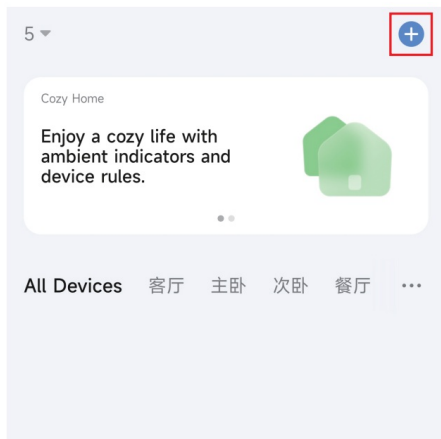 5
Cozy Home
Enjoy a cozy life with
ambient indicators and
device rules.
All Devices 客厅 主卧 次卧 餐厅 ...